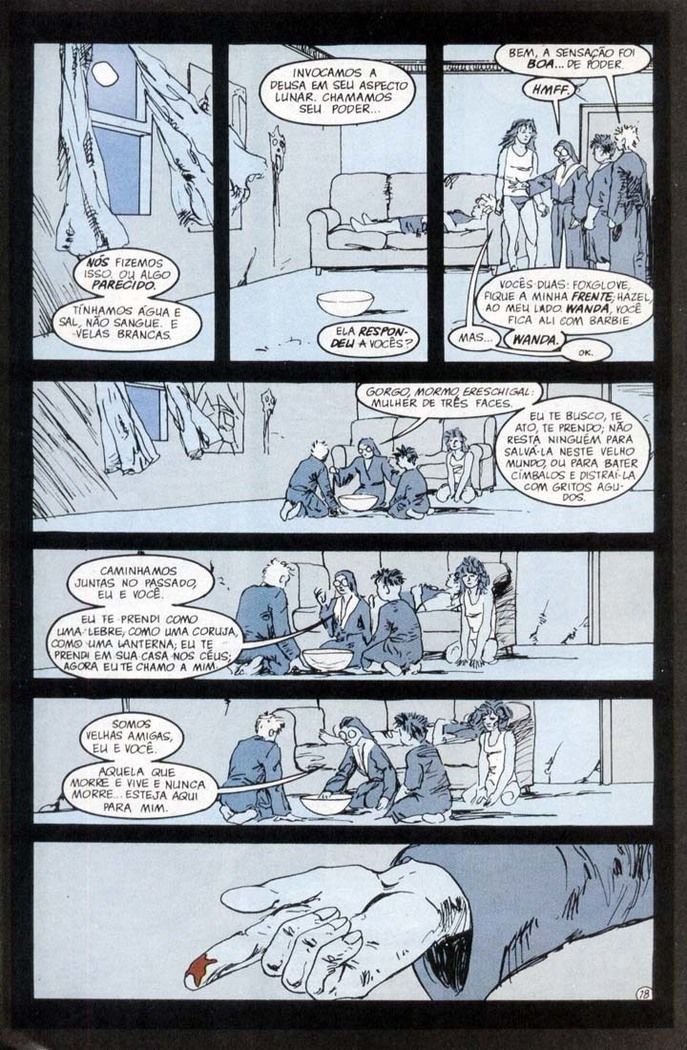 NÓS FIZEMOS
ISSO. OU ALGO
PARECIDO.
TÍNHAMOS ÁGUA E
SAL, NÃO SANGUE. E
VELAS BRANCAS.
INVOCAMOS A
DEUSA EM SEU ASPECTO
LUNAR. CHAMAMOS
SEU PODER...
ELA RESPON-
DEU A VOCÊS?
BEM, A SENSAÇÃO FOI
BOA... DE PODER.
HMFF.
VOCÊS DUAS: FOXGLOVE,
FIQUE A MINHA FRENTE; HAZEL,
AO MEU LADO. WANDA, VOCÊ
FICA ALI COM BARBIE.
MAS...
WANDA.
OK.
GORGO, MORMO, ERESCHIGAL:
MULHER DE TRÊS FACES.
EU TE BUSCO, TE
ATO, TE PRENDO; NÃO
RESTA NINGUÉM PARA
SALVÁ-LA NESTE VELHO
MUNDO, OU PARA BATER
CÍMBALOS E DISTRAÍ-LA
COM GRITOS AGU-
DOS.
CAMINHAMOS
JUNTAS NO PASSADO,
EU E VOCÊ.
EU TE PRENDI COMO
UMA LEBRE, COMO UMA CORUJA,
COMO UMA LANTERNA; EU TE
PRENDI EM SUA CASA NOS CÉUS;
AGORA EU TE CHAMO A MIM.
SOMOS
VELHAS AMIGAS,
EU E VOCÊ.
AQUELA QUE
MORRE E VIVE E NUNCA
MORRE... ESTEJA AQUI
PARA MIM.
18